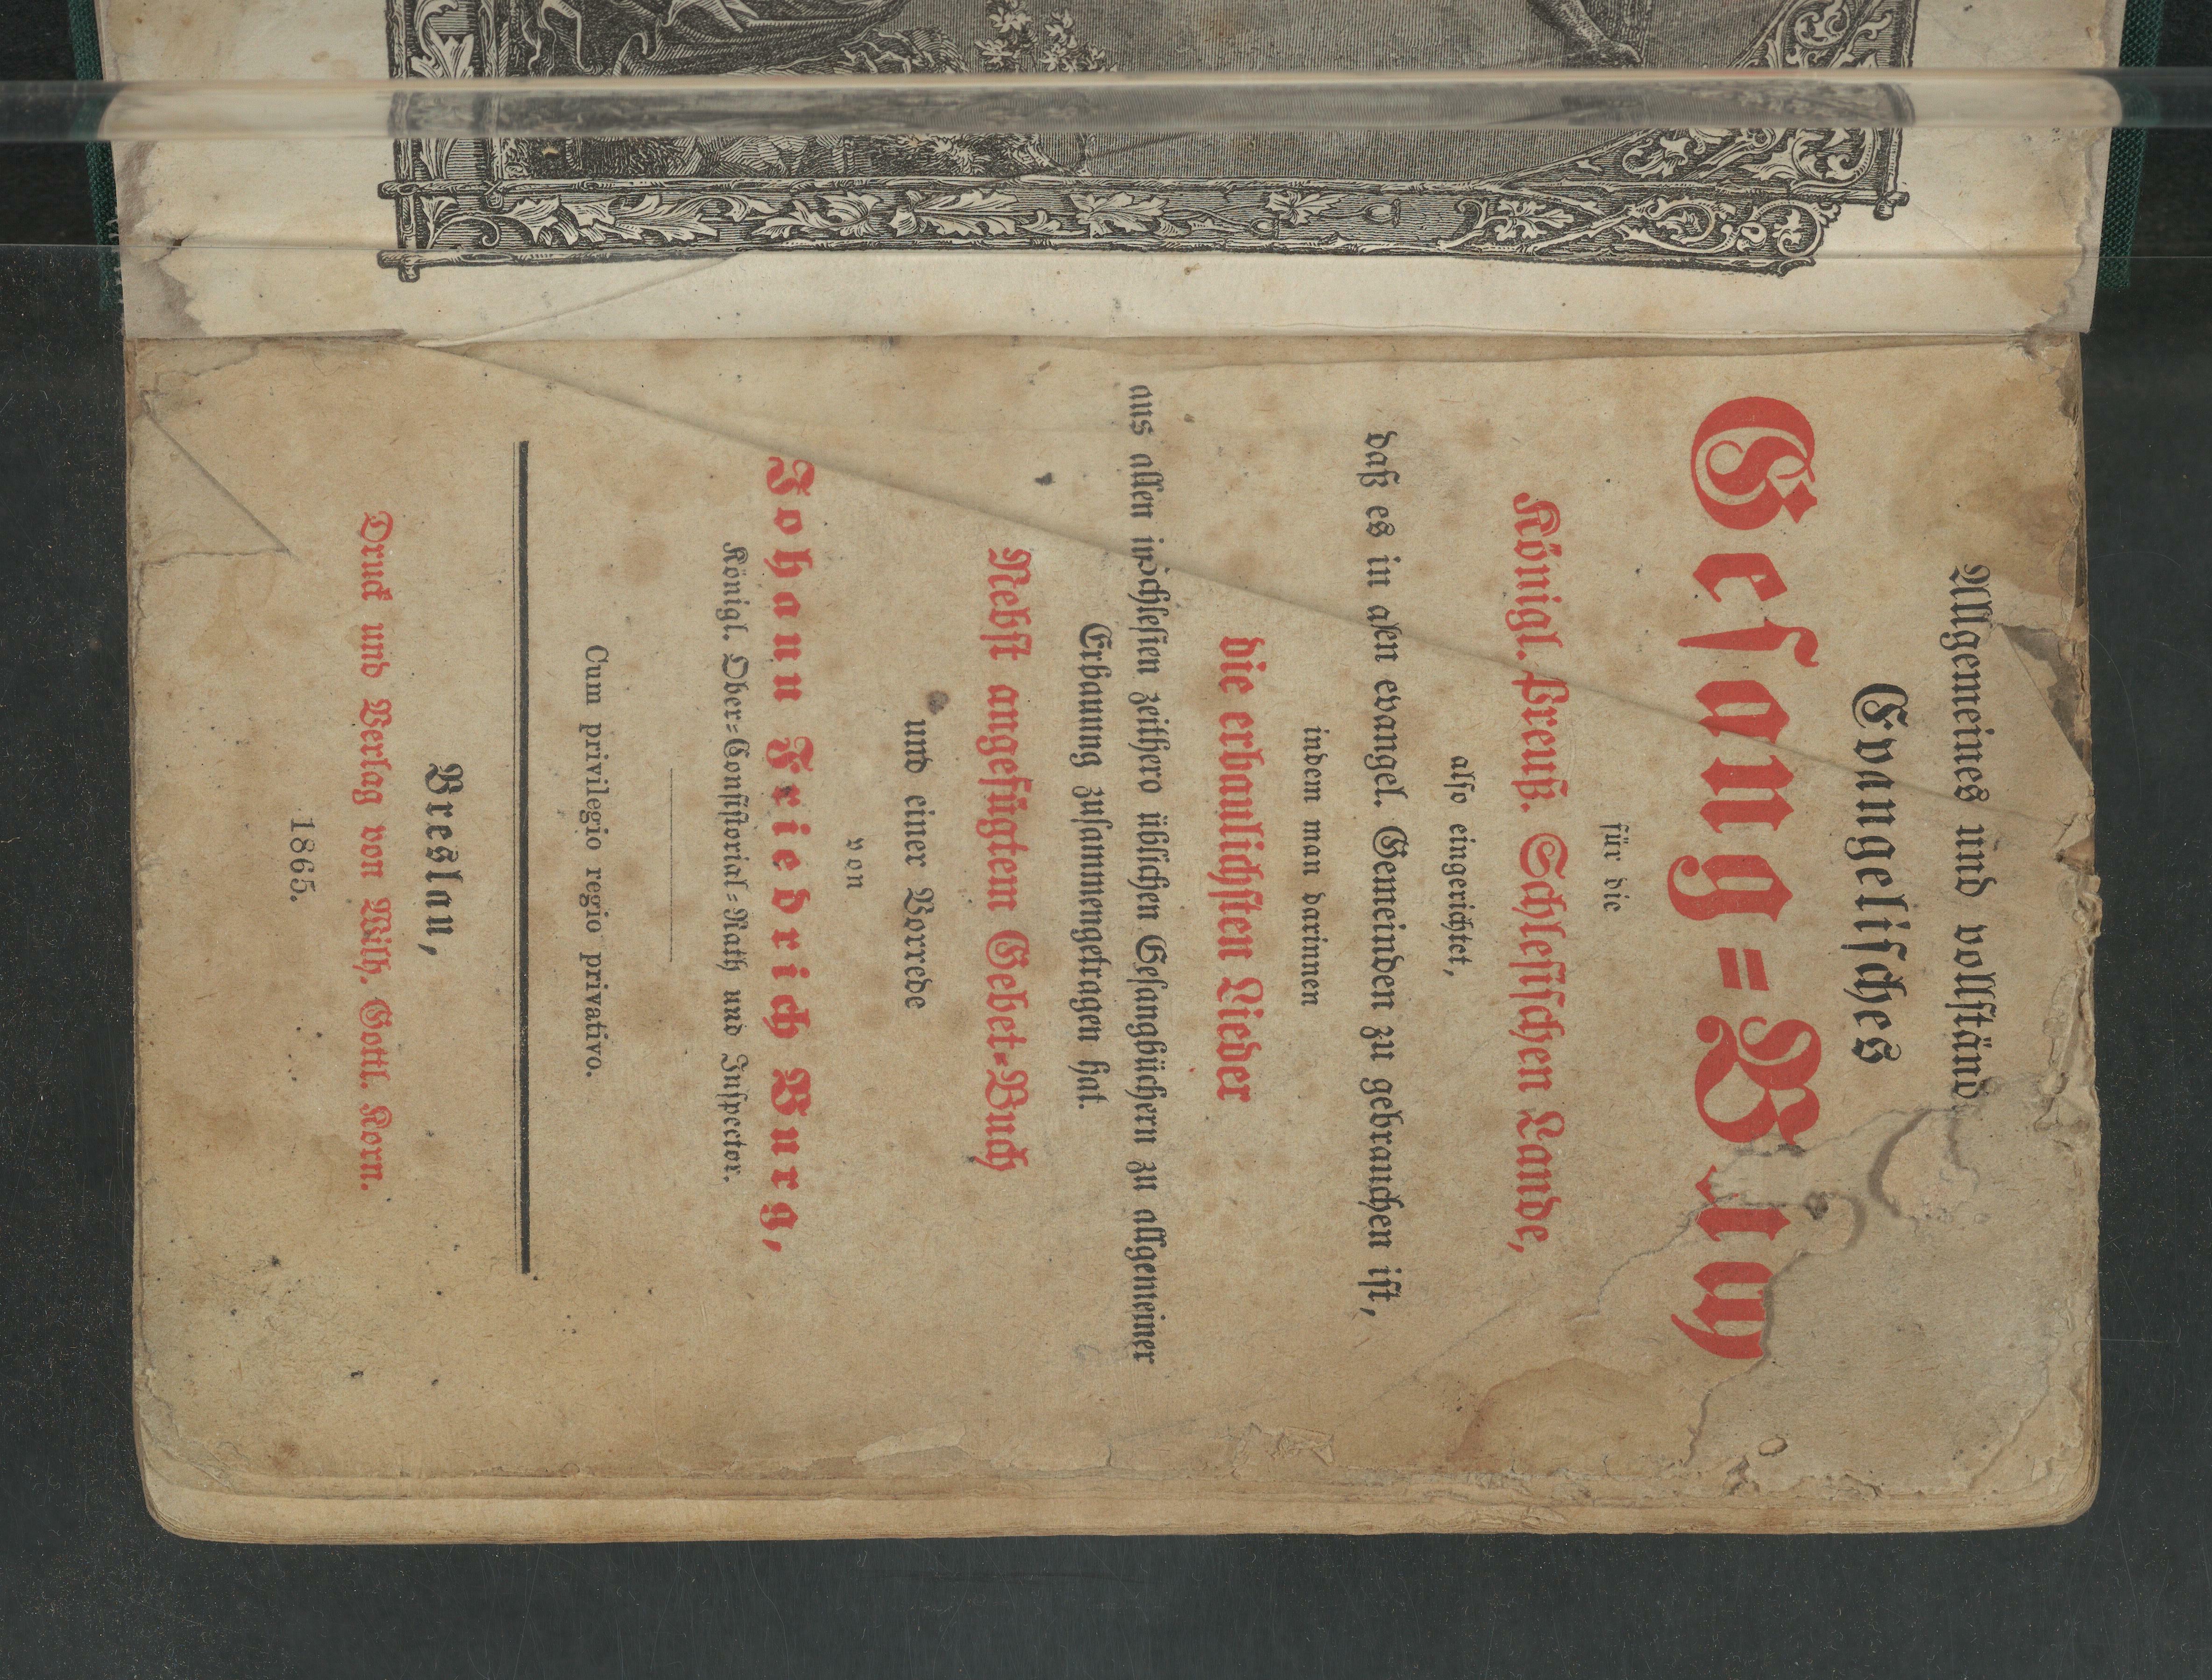 Allgemeines und vollständ
Evangelisches
Gesang=Buch
für die
Königl. Preuß. Schlesischen Lande,
also eingerichtet,
daß es in allen evangel. Gemeinden zu gebrauchen ist,
indem man darinnen
die erbaulichsten Lieder
aus allen in Schlesien zeithero üblichen Gesangbüchern zu allgemeiner
Erbauung zusammengetragen hat.
Nebst angefügtem Gebet=Buch
und einer Vorrede
von
Johann Friedrich Burg,
Königl. Ober=Consistorial=Rath und Inspector.
Cum privilegio regio privativo.
Breslau,
Druck und Verlag von Wilh. Gottl. Korn.
1865.